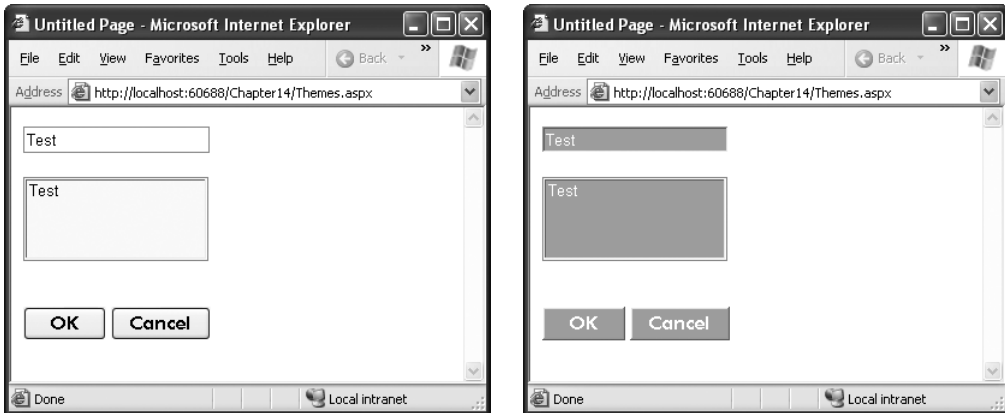 Untitled Page - Microsoft Internet Explorer
File Edit View Favorites Tools Help Back »
Address http://localhost:60688/Chapter14/Themes.aspx
Test
Test
OK Cancel
Done Local intranet
Untitled Page - Microsoft Internet Explorer
File Edit View Favorites Tools Help Back »
Address http://localhost:60688/Chapter14/Themes.aspx
Test
Test
OK Cancel
Done Local intranet